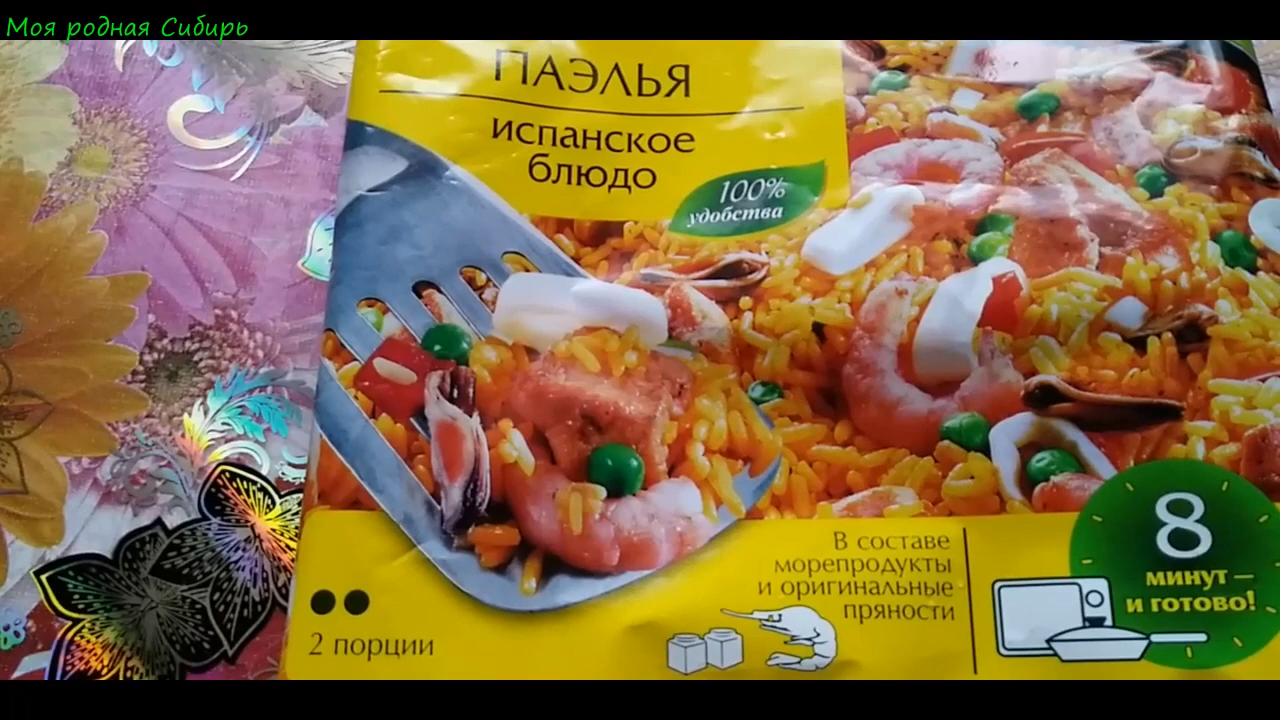 Моя родная Сибирь
ПАЭЛЬЯ
ИСПАНСКОЕ
БЛЮДО
100%
удобства
В СОСТАВЕ
МОРЕПРОДУКТЫ
И ОРИГИНАЛЬНЫЕ
ПРЯНОСТИ
8
МИНУТ –
И ГОТОВО!
2 ПОРЦИИ